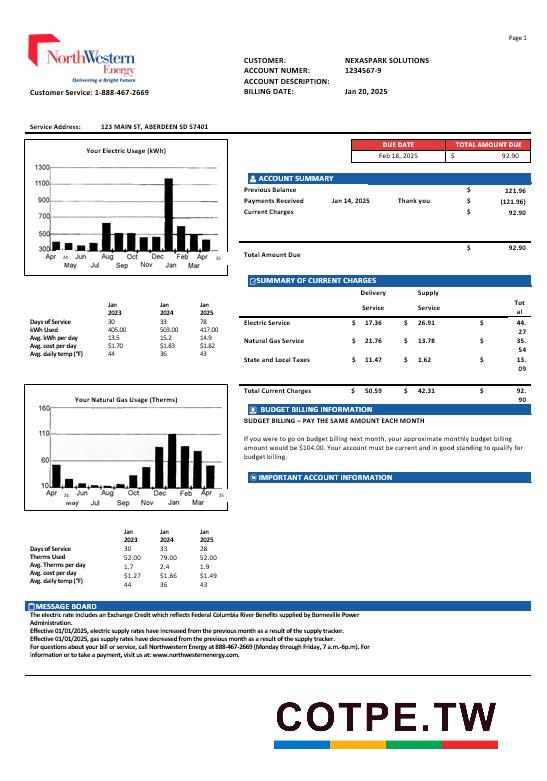 Page 1
NorthWestern
Energy
Delivering a Bright Future
Customer Service: 1-888-467-2669
CUSTOMER: NEXASPARK SOLUTIONS
ACCOUNT NUMER: 1234567-9
ACCOUNT DESCRIPTION:
BILLING DATE: Jan 20, 2025
Service Address: 123 MAIN ST, ABERDEEN SD 57401
DUE DATE TOTAL AMOUNT DUE
Feb 18, 2025 $ 92.90
Your Electric Usage (kWh)
1300
1100
900
700
500
300
Apr 24 Jun Aug Oct Dec Feb Apr 25
May Jul Sep Nov Jan Mar
ACCOUNT SUMMARY
Previous Balance $ 121.96
Payments Received Jan 14, 2025 Thank you $ (121.96)
Current Charges $ 92.90
$ 92.90
Total Amount Due
SUMMARY OF CURRENT CHARGES
Delivery Supply
Service Service Tot
al
Electric Service $ 17.36 $ 26.91 $ 44.
27
Natural Gas Service $ 21.76 $ 13.78 $ 35.
54
State and Local Taxes $ 11.47 $ 1.62 $ 13.
09
Total Current Charges $ 50.59 $ 42.31 $ 92.
90
Jan Jan Jan
2023 2024 2025
Days of Service 30 33 78
kWh Used 405.00 503.00 417.00
Avg. kWh per day 13.5 15.2 14.9
Avg. cost per day $1.70 $1.83 $1.82
Avg. daily temp (°F) 44 36 43
BUDGET BILLING INFORMATION
BUDGET BILLING – PAY THE SAME AMOUNT EACH MONTH
If you were to go on budget billing next month, your approximate monthly budget billing
amount would be $104.00. Your account must be current and in good standing to qualify for
budget billing.
IMPORTANT ACCOUNT INFORMATION
Your Natural Gas Usage (Therms)
160
110
60
10
Apr 24 Jun Aug Oct Dec Feb Apr 25
May Jul Sep Nov Jan Mar
Jan Jan Jan
2023 2024 2025
Days of Service 30 33 28
Therms Used 52.00 79.00 52.00
Avg. Therms per day 1.7 2.4 1.9
Avg. cost per day $1.27 $1.86 $1.49
Avg. daily temp (°F) 44 36 43
MESSAGE BOARD
The electric rate includes an Exchange Credit which reflects Federal Columbia River Benefits supplied by Bonneville Power
Administration.
Effective 01/01/2025, electric supply rates have increased from the previous month as a result of the supply tracker.
Effective 01/01/2025, gas supply rates have decreased from the previous month as a result of the supply tracker.
For questions about your bill or service, call Northwestern Energy at 888-467-2669 (Monday through Friday, 7 a.m.-6p.m). For
information or to take a payment, visit us at: www.northwesternenergy.com.
COTPE.TW